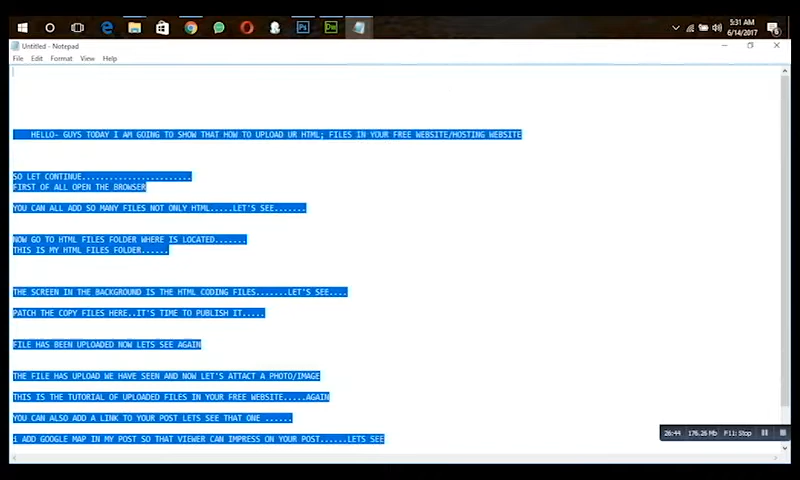 5:31 AM
6/14/2017
Untitled - Notepad
File Edit Format View Help
HELLO- GUYS TODAY I AM GOING TO SHOW THAT HOW TO UPLOAD UR HTML; FILES IN YOUR FREE WEBSITE/HOSTING WEBSITE
SO LET CONTINUE........................
FIRST OF ALL OPEN THE BROWSER
YOU CAN ALL ADD SO MANY FILES NOT ONLY HTML.....LET'S SEE.......
NOW GO TO HTML FILES FOLDER WHERE IS LOCATED.......
THIS IS MY HTML FILES FOLDER......
THE SCREEN IN THE BACKGROUND IS THE HTML CODING FILES.......LET'S SEE....
PATCH THE COPY FILES HERE..IT'S TIME TO PUBLISH IT.....
FILE HAS BEEN UPLOADED NOW LETS SEE AGAIN
THE FILE HAS UPLOAD WE HAVE SEEN AND NOW LET'S ATTACT A PHOTO/IMAGE
THIS IS THE TUTORIAL OF UPLOADED FILES IN YOUR FREE WEBSITE.....AGAIN
YOU CAN ALSO ADD A LINK TO YOUR POST LETS SEE THAT ONE ......
i ADD GOOGLE MAP IN MY POST SO THAT VIEWER CAN IMPRESS ON YOUR POST......LETS SEE
26:44 176.26 Mb F11: Stop